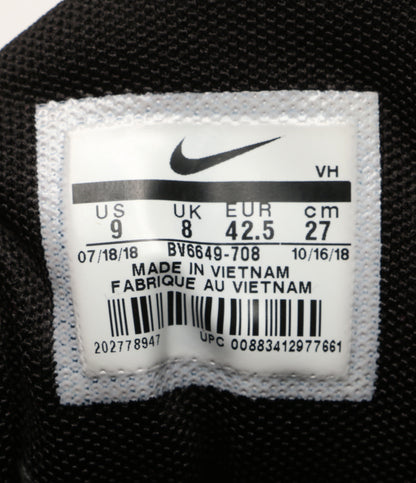 VH
US UK EUR cm
9 8 42.5 27
07/18/18 BV6649-708 10/16/18
MADE IN VIETNAM
FABRIQUE AU VIETNAM
202778947 UPC 00883412977661